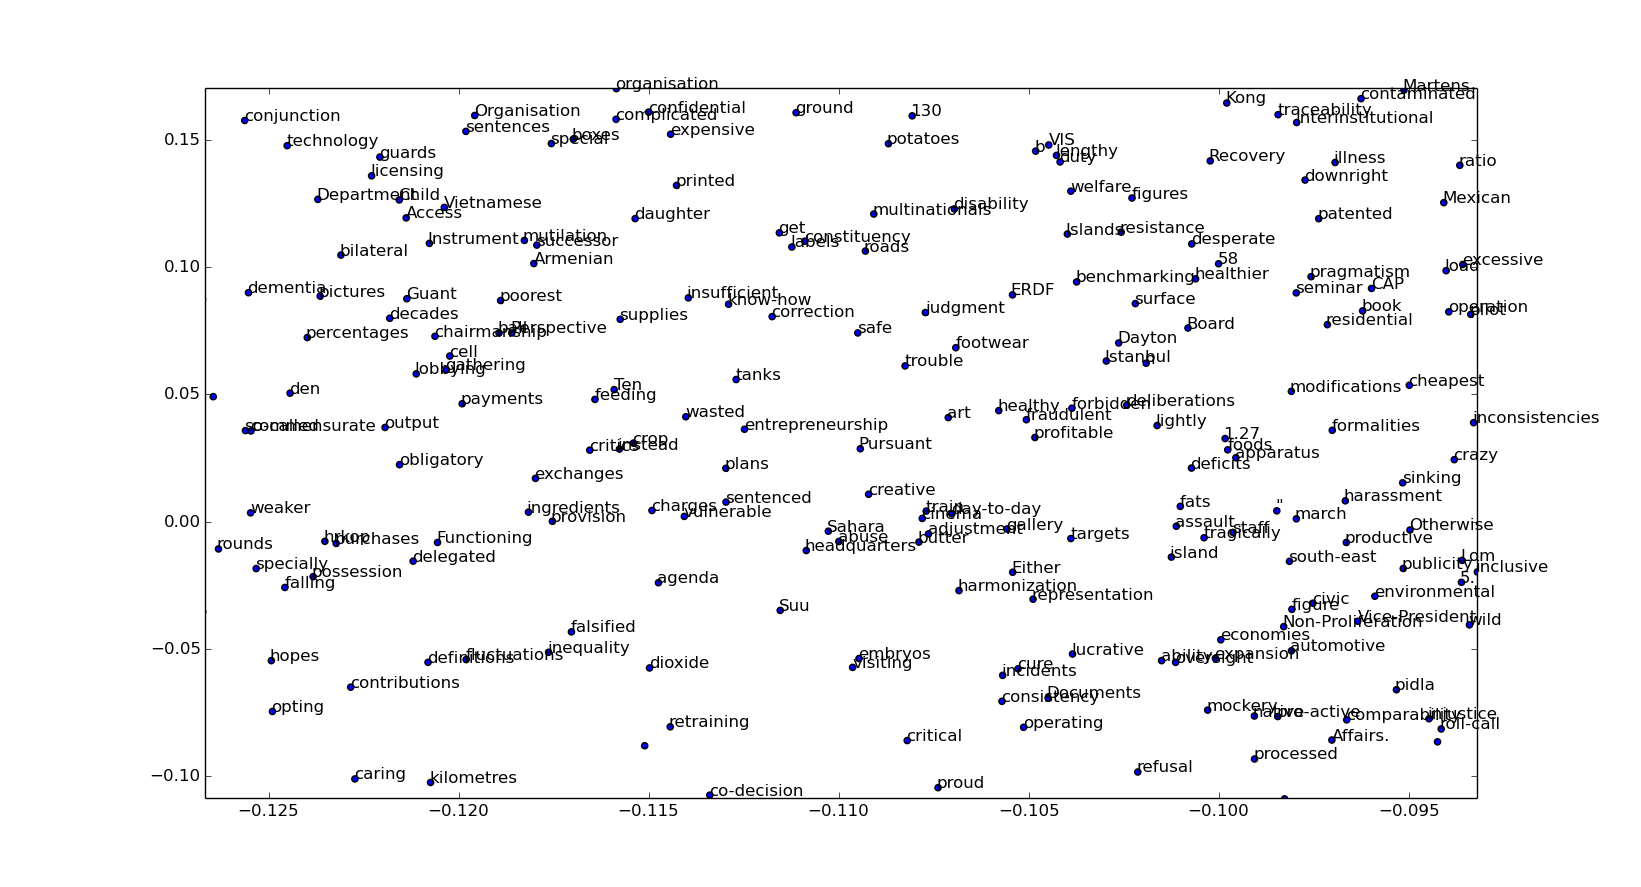 organisation
Martens
contaminated
Kong
conjunction
Organisation
confidential
complicated
ground
130
traceability
interinstitutional
sentences
expensive
boxes
special
technology
potatoes
VIS
b
lengthy
duty
0.15
guards
Recovery
illness
ratio
licensing
downright
printed
welfare
figures
Department
Child
Access
Vietnamese
daughter
multinationals
disability
patented
Mexican
Instrument
mutilation
successor
get
constituency
labels
roads
Islands
resistance
desperate
bilateral
Armenian
58
0.10
benchmarking
healthier
pragmatism
seminar
CAP
load
excessive
dementia
pictures
Guant
poorest
insufficient
know-how
ERDF
surface
decades
supplies
correction
judgment
book
residential
operation
pilot
percentages
chairmanship
Perspective
safe
Board
Dayton
footwear
Istanbul
cell
gathering
lobbying
trouble
tanks
den
Ten
feeding
modifications
cheapest
0.05
payments
wasted
art
healthy
forbidden
deliberations
fraudulent
lightly
so-called
commensurate
output
entrepreneurship
profitable
1.27
formalities
inconsistencies
critics
crop
instead
Pursuant
foods
apparatus
obligatory
plans
deficits
crazy
exchanges
sinking
creative
harassment
weaker
ingredients
provision
charges
sentenced
vulnerable
train
day-to-day
cinema
fats
"
march
0.00
Sahara
abuse
headquarters
adjustment
butter
gallery
targets
assault
staff
tragically
Otherwise
rounds
purchases
Functioning
delegated
island
south-east
productive
publicity
inclusive
specially
possession
falling
agenda
Either
harmonization
representation
5.
environmental
Suu
figure
civic
Vice-President
wild
Non-Proliferation
falsified
economies
−0.05
hopes
definitions
fluctuations
inequality
dioxide
embryos
visiting
lucrative
cure
incidents
ability
oversight
expansion
automotive
contributions
consistency
Documents
pidla
opting
retraining
operating
mockery
native
pro-active
comparability
injustice
roll-call
critical
Affairs.
processed
−0.10
caring
kilometres
co-decision
proud
refusal
−0.125
−0.120
−0.115
−0.110
−0.105
−0.100
−0.095